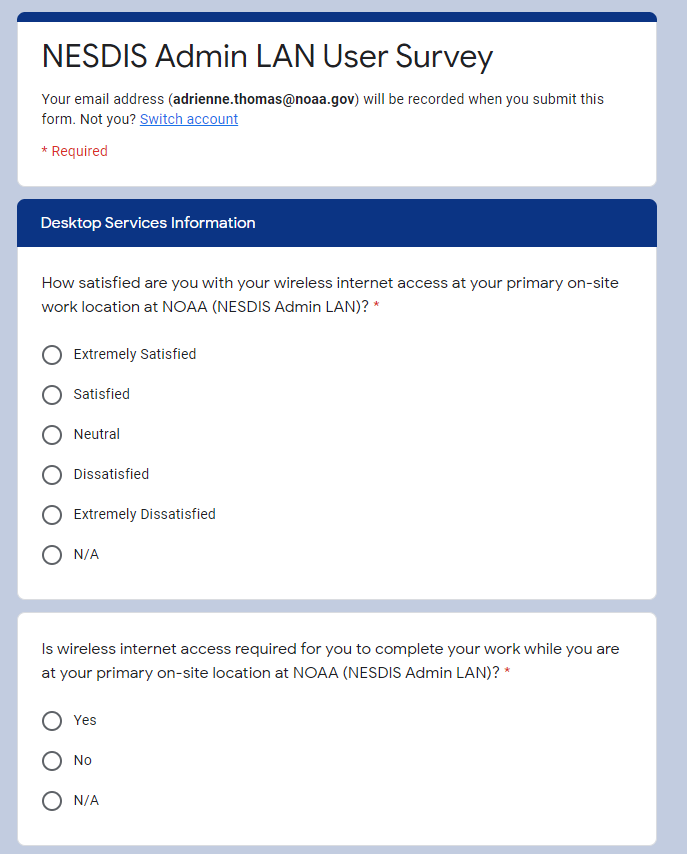 NESDIS Admin LAN User Survey
Your email address (adrienne.thomas@noaa.gov) will be recorded when you submit this
form. Not you? Switch account
* Required
Desktop Services Information
How satisfied are you with your wireless internet access at your primary on-site
work location at NOAA (NESDIS Admin LAN)? *
Extremely Satisfied
Satisfied
Neutral
Dissatisfied
Extremely Dissatisfied
N/A
Is wireless internet access required for you to complete your work while you are
at your primary on-site location at NOAA (NESDIS Admin LAN)? *
Yes
No
N/A